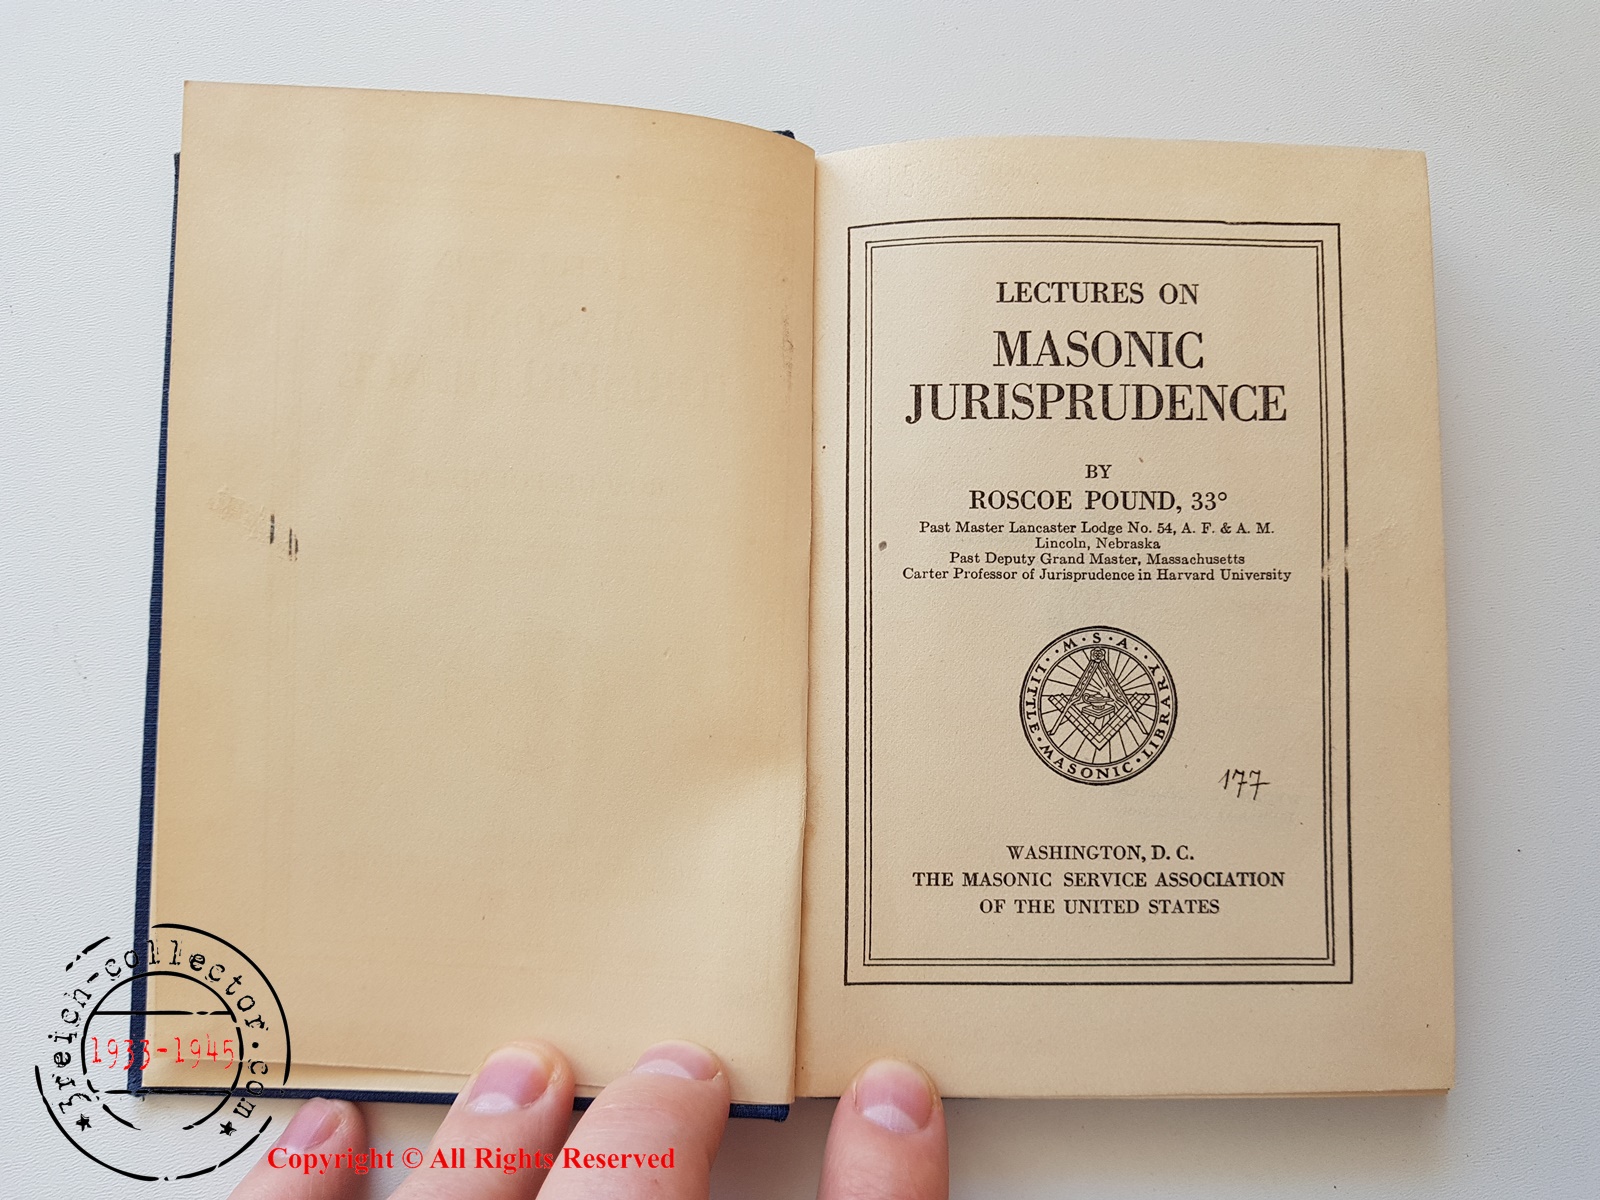 LECTURES ON
MASONIC
JURISPRUDENCE
BY
ROSCOE POUND, 33°
Past Master Lancaster Lodge No. 54, A. F. & A. M.
Lincoln, Nebraska
Past Deputy Grand Master, Massachusetts
Carter Professor of Jurisprudence in Harvard University
· M · S · A ·
LITTLE · MASONIC · LIBRARY
177
WASHINGTON, D. C.
THE MASONIC SERVICE ASSOCIATION
OF THE UNITED STATES
3reich-collector.com
1933-1945
Copyright © All Rights Reserved